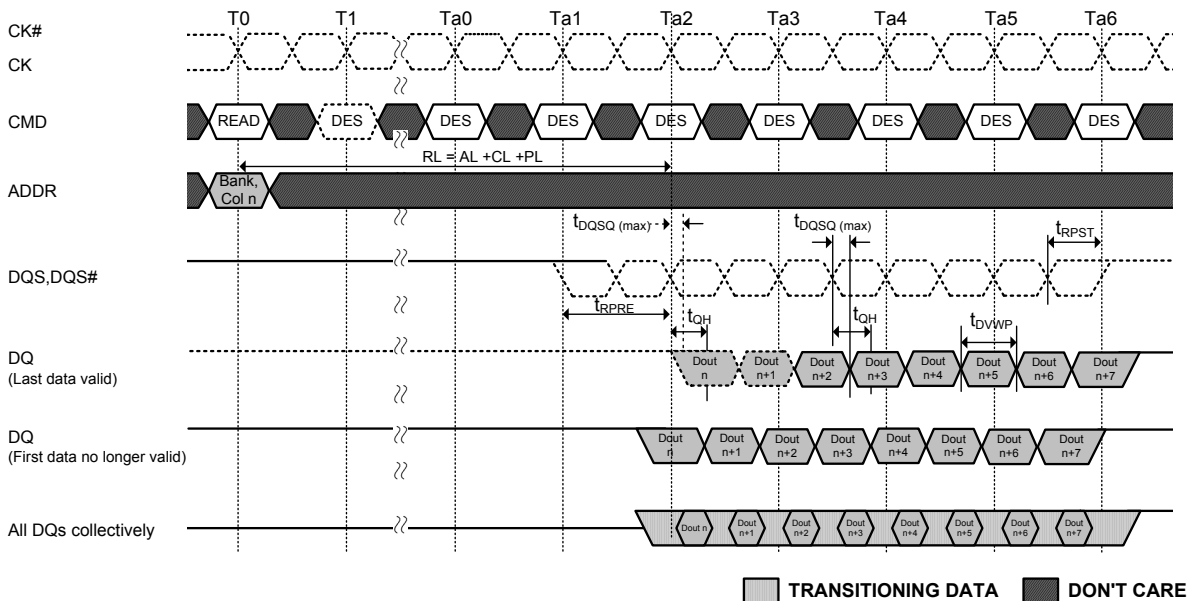 T0 T1 Ta0 Ta1 Ta2 Ta3 Ta4 Ta5 Ta6
CK#
CK
CMD READ DES DES DES DES DES DES DES DES
RL = AL +CL +PL
ADDR Bank,
Col n
tDQSQ (max) tDQSQ (max) tRPST
DQS,DQS#
tRPRE tQH tQH tDVWP
DQ
(Last data valid)
Dout Dout Dout Dout Dout Dout Dout Dout
n n+1 n+2 n+3 n+4 n+5 n+6 n+7
DQ
(First data no longer valid)
Dout Dout Dout Dout Dout Dout Dout Dout
n n+1 n+2 n+3 n+4 n+5 n+6 n+7
All DQs collectively
Dout n Dout Dout Dout Dout Dout Dout Dout
n+1 n+2 n+3 n+4 n+5 n+6 n+7
TRANSITIONING DATA DON'T CARE